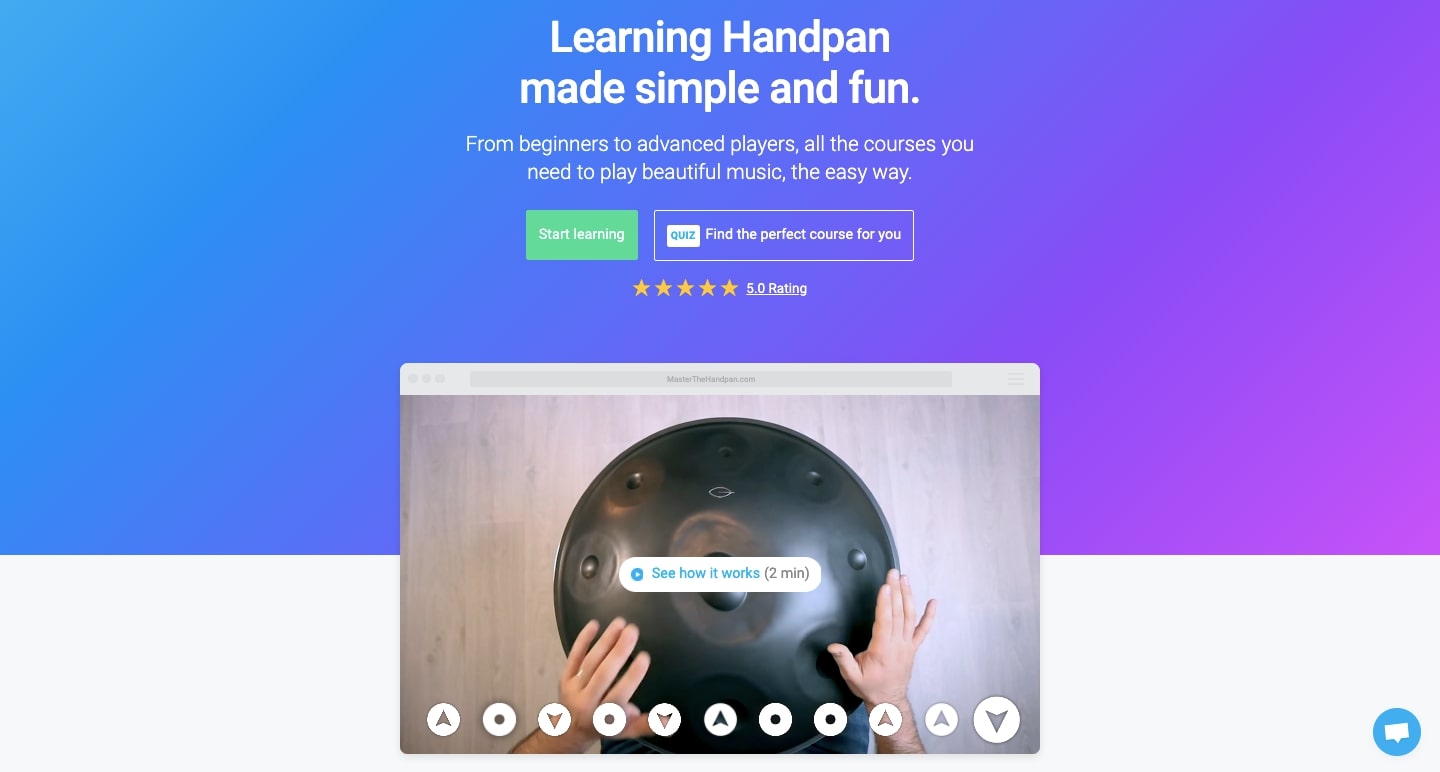 Learning Handpan
made simple and fun.
From beginners to advanced players, all the courses you
need to play beautiful music, the easy way.
Start learning
QUIZ Find the perfect course for you
5.0 Rating
MasterTheHandpan.com
See how it works (2 min)